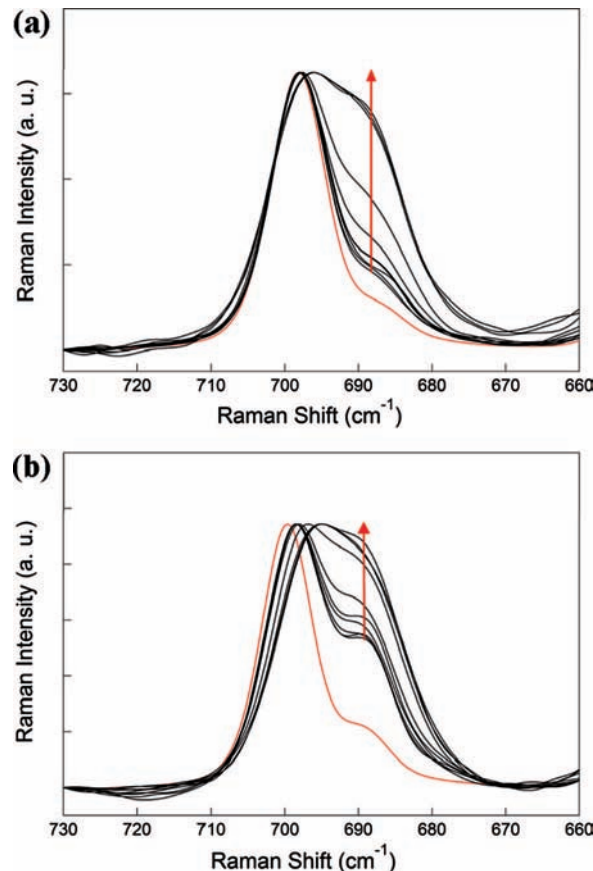 (a)
Raman Intensity (a. u.)
730 720 710 700 690 680 670 660
Raman Shift (cm-1)
(b)
Raman Intensity (a. u.)
730 720 710 700 690 680 670 660
Raman Shift (cm-1)